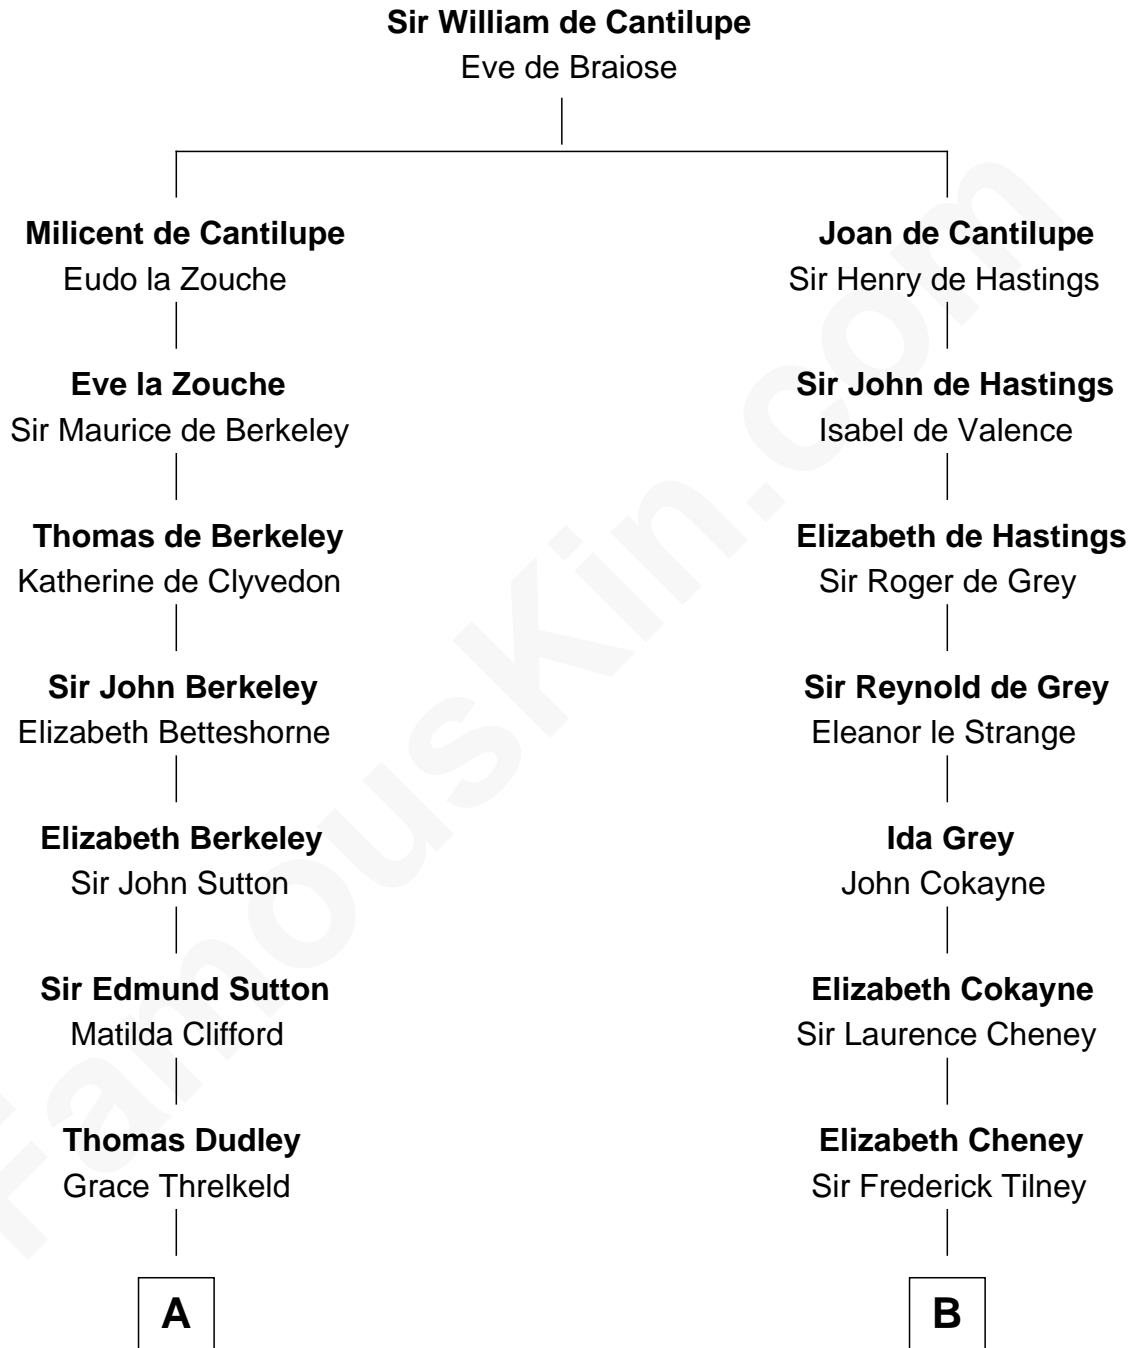 Sir William de Cantilupe
Eve de Braiose
Milicent de Cantilupe
Eudo la Zouche
Joan de Cantilupe
Sir Henry de Hastings
Eve la Zouche
Sir Maurice de Berkeley
Sir John de Hastings
Isabel de Valence
Thomas de Berkeley
Katherine de Clyvedon
Elizabeth de Hastings
Sir Roger de Grey
Sir John Berkeley
Elizabeth Betteshorne
Sir Reynold de Grey
Eleanor le Strange
Elizabeth Berkeley
Sir John Sutton
Ida Grey
John Cokayne
Sir Edmund Sutton
Matilda Clifford
Elizabeth Cokayne
Sir Laurence Cheney
Thomas Dudley
Grace Threlkeld
Elizabeth Cheney
Sir Frederick Tilney
A
B
FamousKin.com